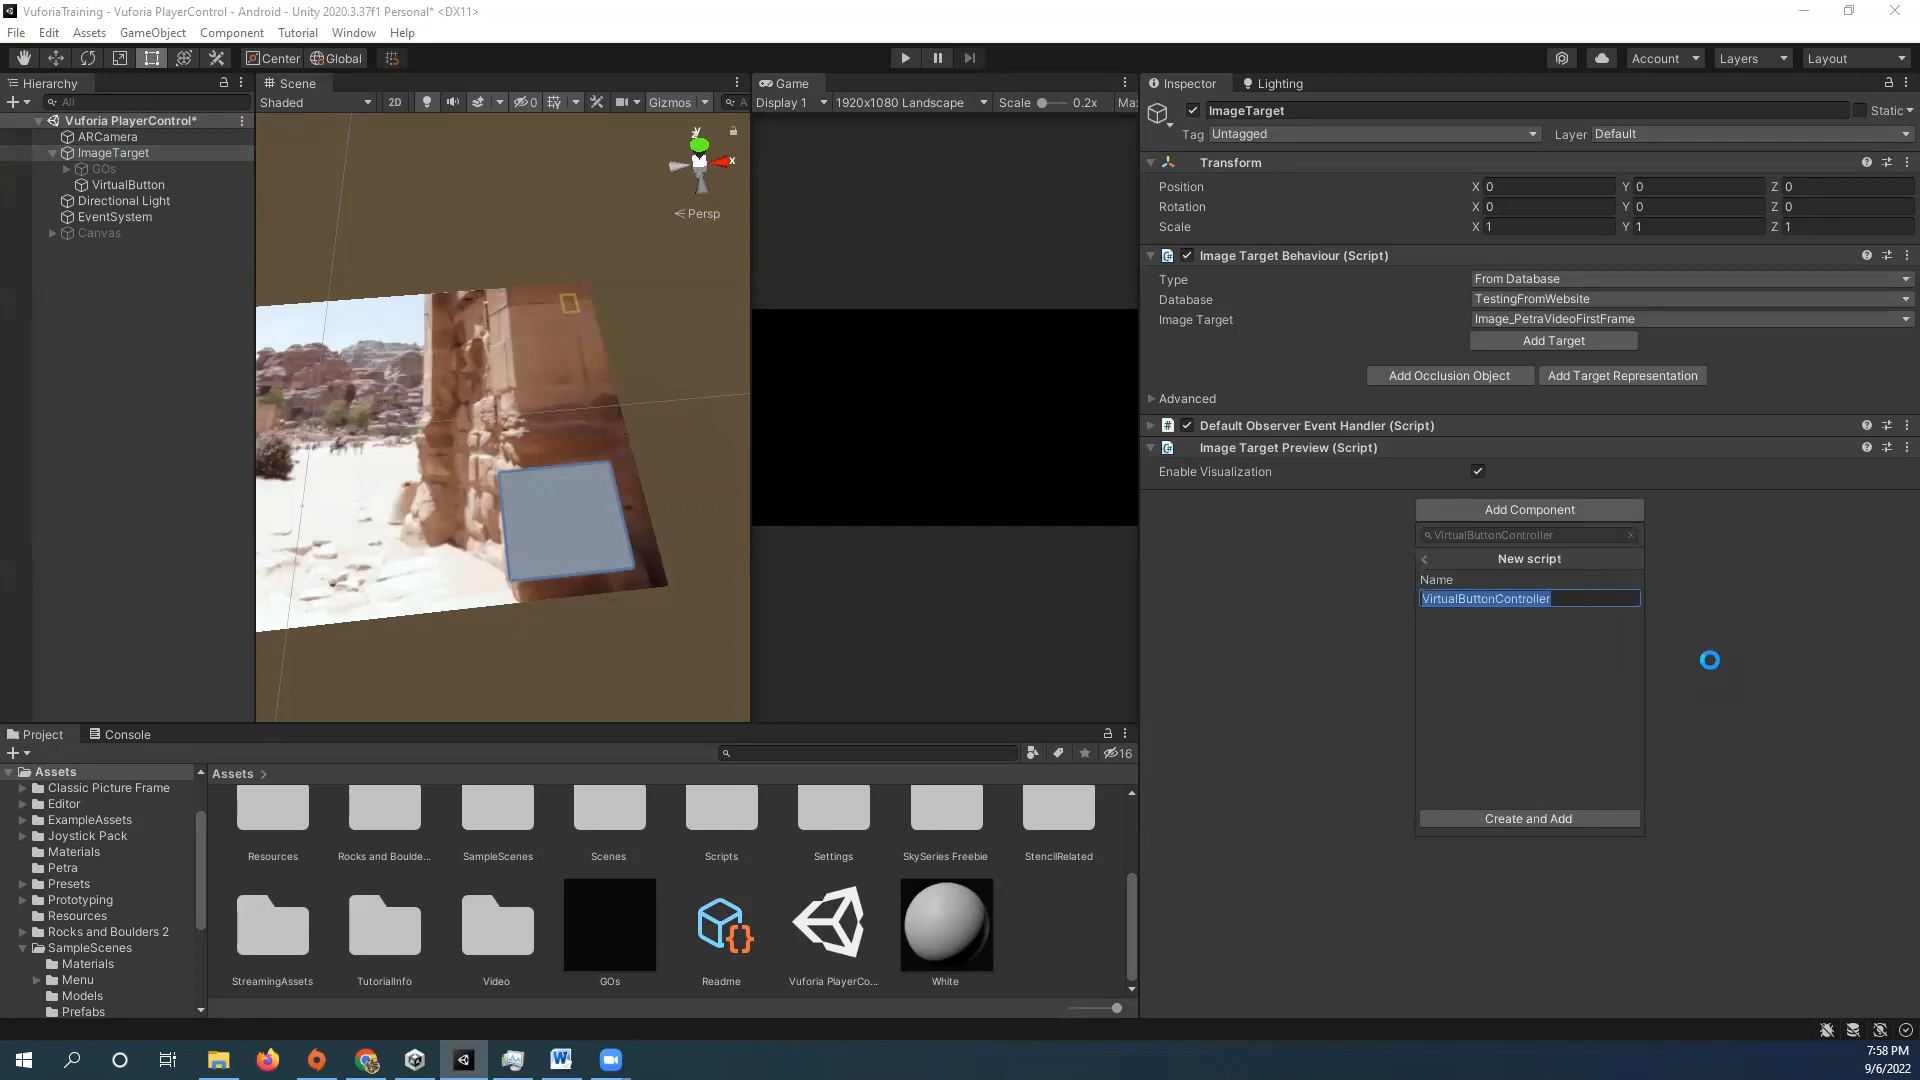 VuforiaTraining - Vuforia PlayerControl - Android - Unity 2020.3.37f1 Personal* <DX11>
File Edit Assets GameObject Component Tutorial Window Help
Center Global Account Layers Layout
Hierarchy Scene Game Inspector Lighting
All Shaded 2D 0 Gizmos A Display 1 1920x1080 Landscape Scale 0.2x Ma
Vuforia PlayerControl*
ARCamera
ImageTarget
GOs
VirtualButton
Directional Light
EventSystem
Canvas
y
x
Persp
ImageTarget Static
Tag Untagged Layer Default
Transform
Position X 0 Y 0 Z 0
Rotation X 0 Y 0 Z 0
Scale X 1 Y 1 Z 1
Image Target Behaviour (Script)
Type From Database
Database TestingFromWebsite
Image Target Image_PetraVideoFirstFrame
Add Target
Add Occlusion Object Add Target Representation
Advanced
Default Observer Event Handler (Script)
Image Target Preview (Script)
Enable Visualization
Add Component
VirtualButtonController
New script
Name
VirtualButtonController
Create and Add
Project Console
16
Assets
Classic Picture Frame
Editor
ExampleAssets
Joystick Pack
Materials
Petra
Presets
Prototyping
Resources
Rocks and Boulders 2
SampleScenes
Materials
Menu
Models
Prefabs
Assets
Resources Rocks and Boulde... SampleScenes Scenes Scripts Settings SkySeries Freebie StencilRelated
StreamingAssets TutorialInfo Video GOs Readme Vuforia PlayerCo... White
7:58 PM
9/6/2022